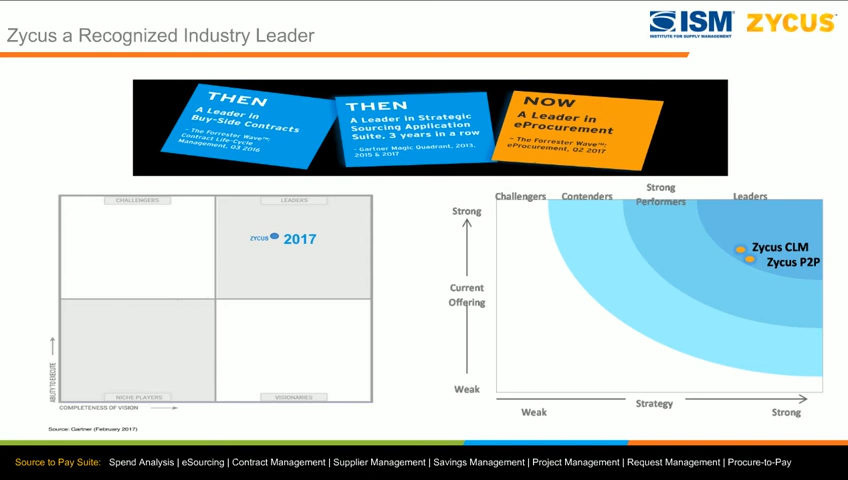 Zycus a Recognized Industry Leader
ISM
INSTITUTE FOR SUPPLY MANAGEMENT
ZYCUS
THEN
A Leader in
Buy-Side Contracts
- The Forrester Wave™:
Contract Life-Cycle
Management, Q3 2016
THEN
A Leader in Strategic
Sourcing Application
Suite, 3 years in a row
- Gartner Magic Quadrant, 2013,
2015 & 2017
NOW
A Leader in
eProcurement
- The Forrester Wave™:
eProcurement, Q2 2017
CHALLENGERS
LEADERS
ZYCUS 2017
NICHE PLAYERS
VISIONARIES
ABILITY TO EXECUTE
COMPLETENESS OF VISION
Source: Gartner (February 2017)
Challengers
Contenders
Strong
Performers
Leaders
Strong
Current
Offering
Weak
Zycus CLM
Zycus P2P
Weak
Strategy
Strong
Source to Pay Suite: Spend Analysis | eSourcing | Contract Management | Supplier Management | Savings Management | Project Management | Request Management | Procure-to-Pay